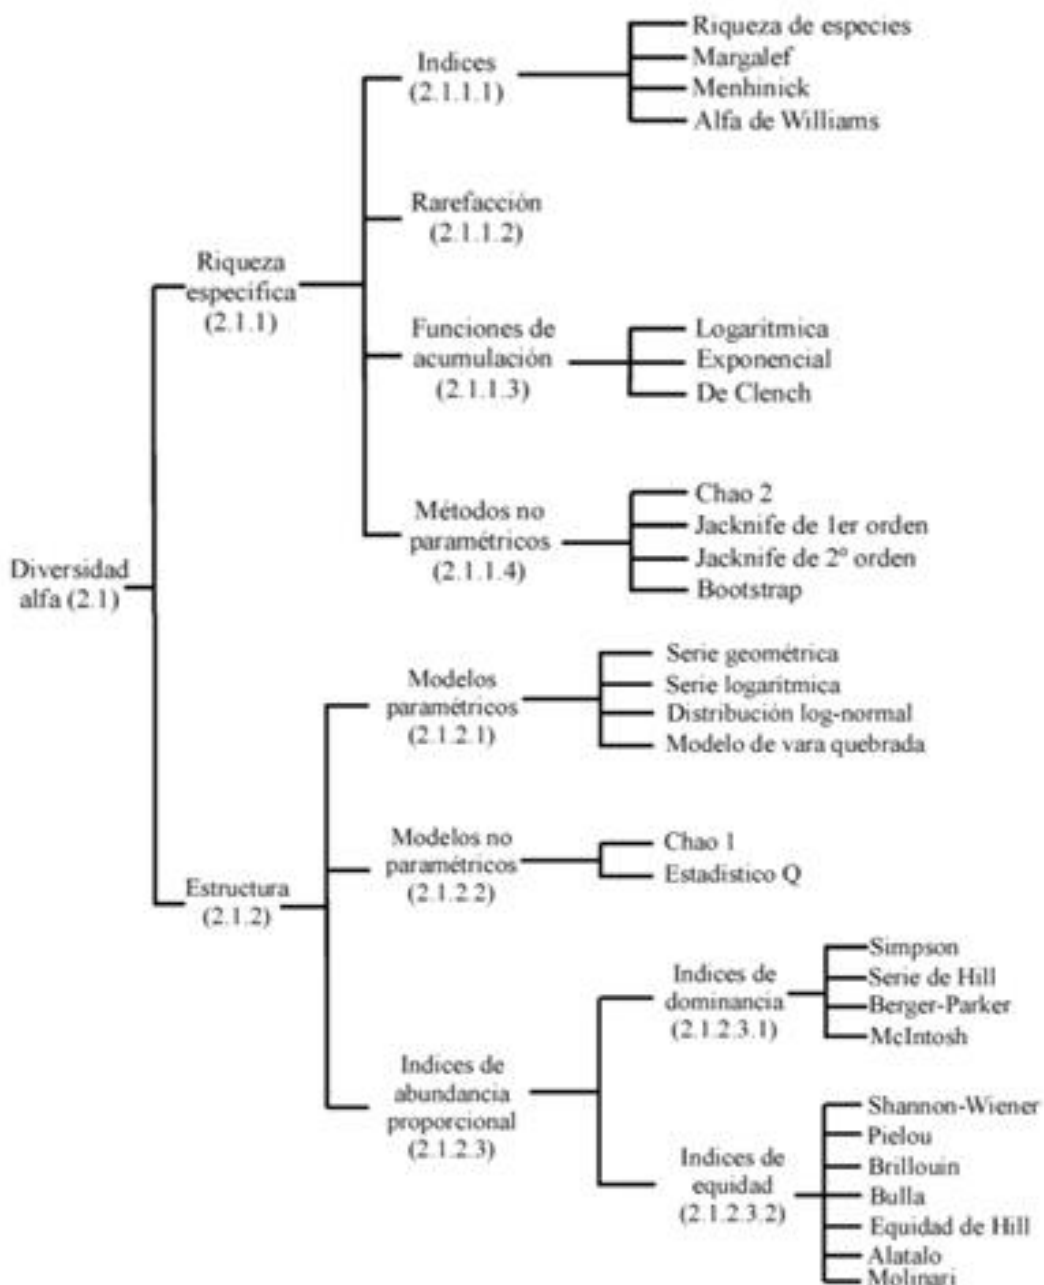 Diversidad
alfa (2.1)
Riqueza
especifica
(2.1.1)
Indices
(2.1.1.1)
Riqueza de especies
Margalef
Menhinick
Alfa de Williams
Rarefacción
(2.1.1.2)
Funciones de
acumulación
(2.1.1.3)
Logaritmica
Exponencial
De Clench
Métodos no
paramétricos
(2.1.1.4)
Chao 2
Jacknife de 1er orden
Jacknife de 2º orden
Bootstrap
Estructura
(2.1.2)
Modelos
paramétricos
(2.1.2.1)
Serie geométrica
Serie logaritmica
Distribución log-normal
Modelo de vara quebrada
Modelos no
paramétricos
(2.1.2.2)
Chao 1
Estadistico Q
Indices de
abundancia
proporcional
(2.1.2.3)
Indices de
dominancia
(2.1.2.3.1)
Simpson
Serie de Hill
Berger-Parker
McIntosh
Indices de
equidad
(2.1.2.3.2)
Shannon-Wiener
Pielou
Brillouin
Bulla
Equidad de Hill
Alatalo
Molinari